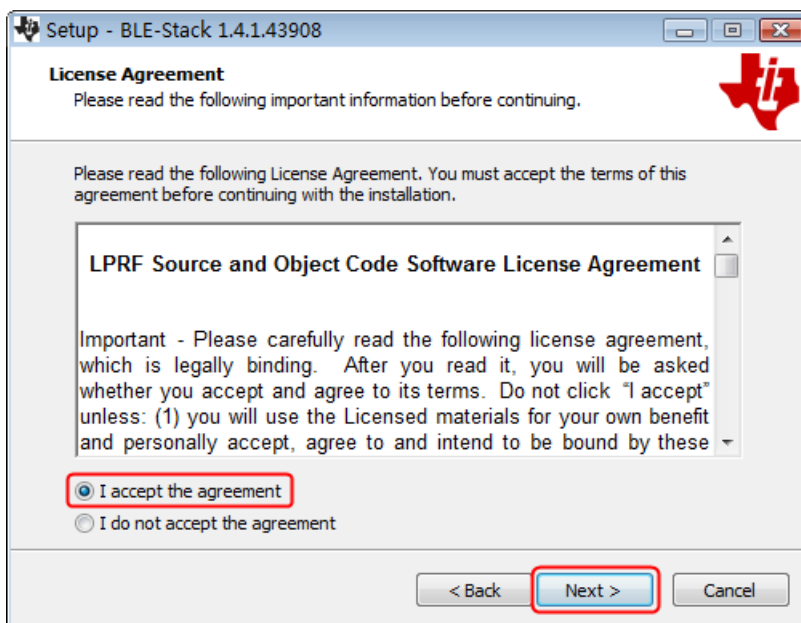 Setup - BLE-Stack 1.4.1.43908
License Agreement
Please read the following important information before continuing.
Please read the following License Agreement. You must accept the terms of this
agreement before continuing with the installation.
LPRF Source and Object Code Software License Agreement
Important - Please carefully read the following license agreement,
which is legally binding. After you read it, you will be asked
whether you accept and agree to its terms. Do not click “I accept”
unless: (1) you will use the Licensed materials for your own benefit
and personally accept, agree to and intend to be bound by these
I accept the agreement
I do not accept the agreement
< Back Next > Cancel